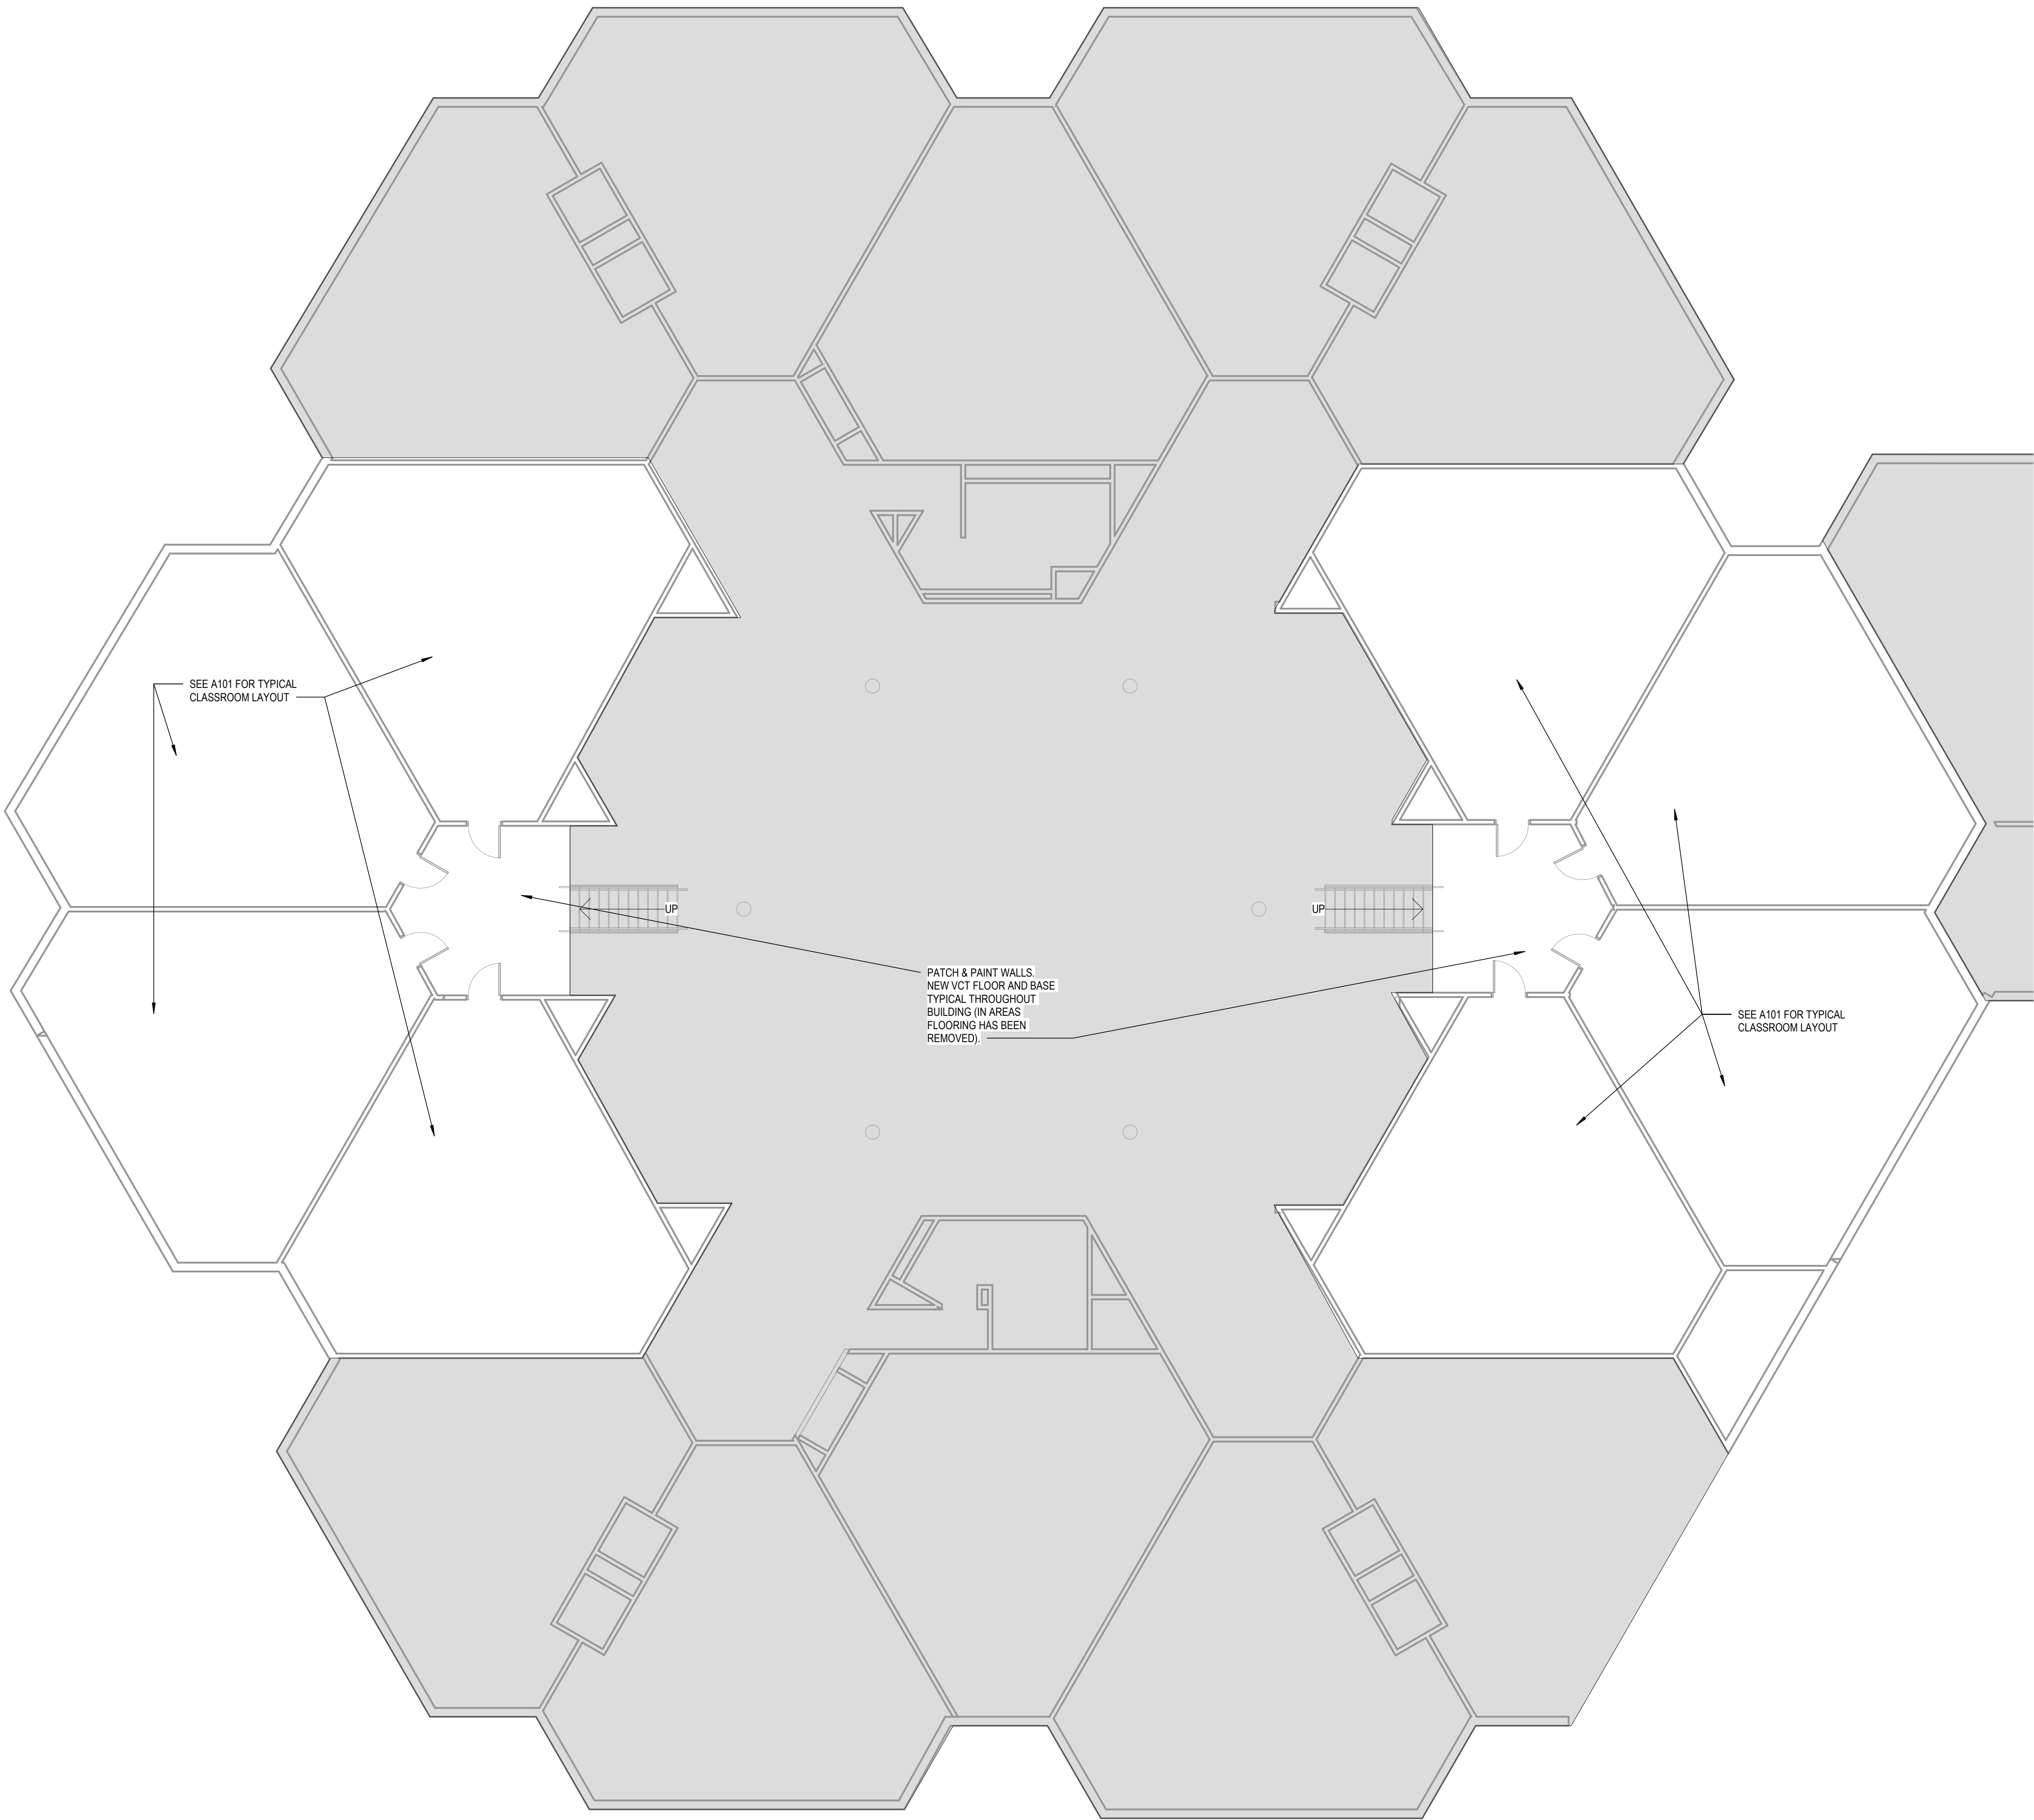 SEE A101 FOR TYPICAL
CLASSROOM LAYOUT
UP
UP
PATCH & PAINT WALLS.
NEW VCT FLOOR AND BASE
TYPICAL THROUGHOUT
BUILDING (IN AREAS
FLOORING HAS BEEN
REMOVED).
SEE A101 FOR TYPICAL
CLASSROOM LAYOUT